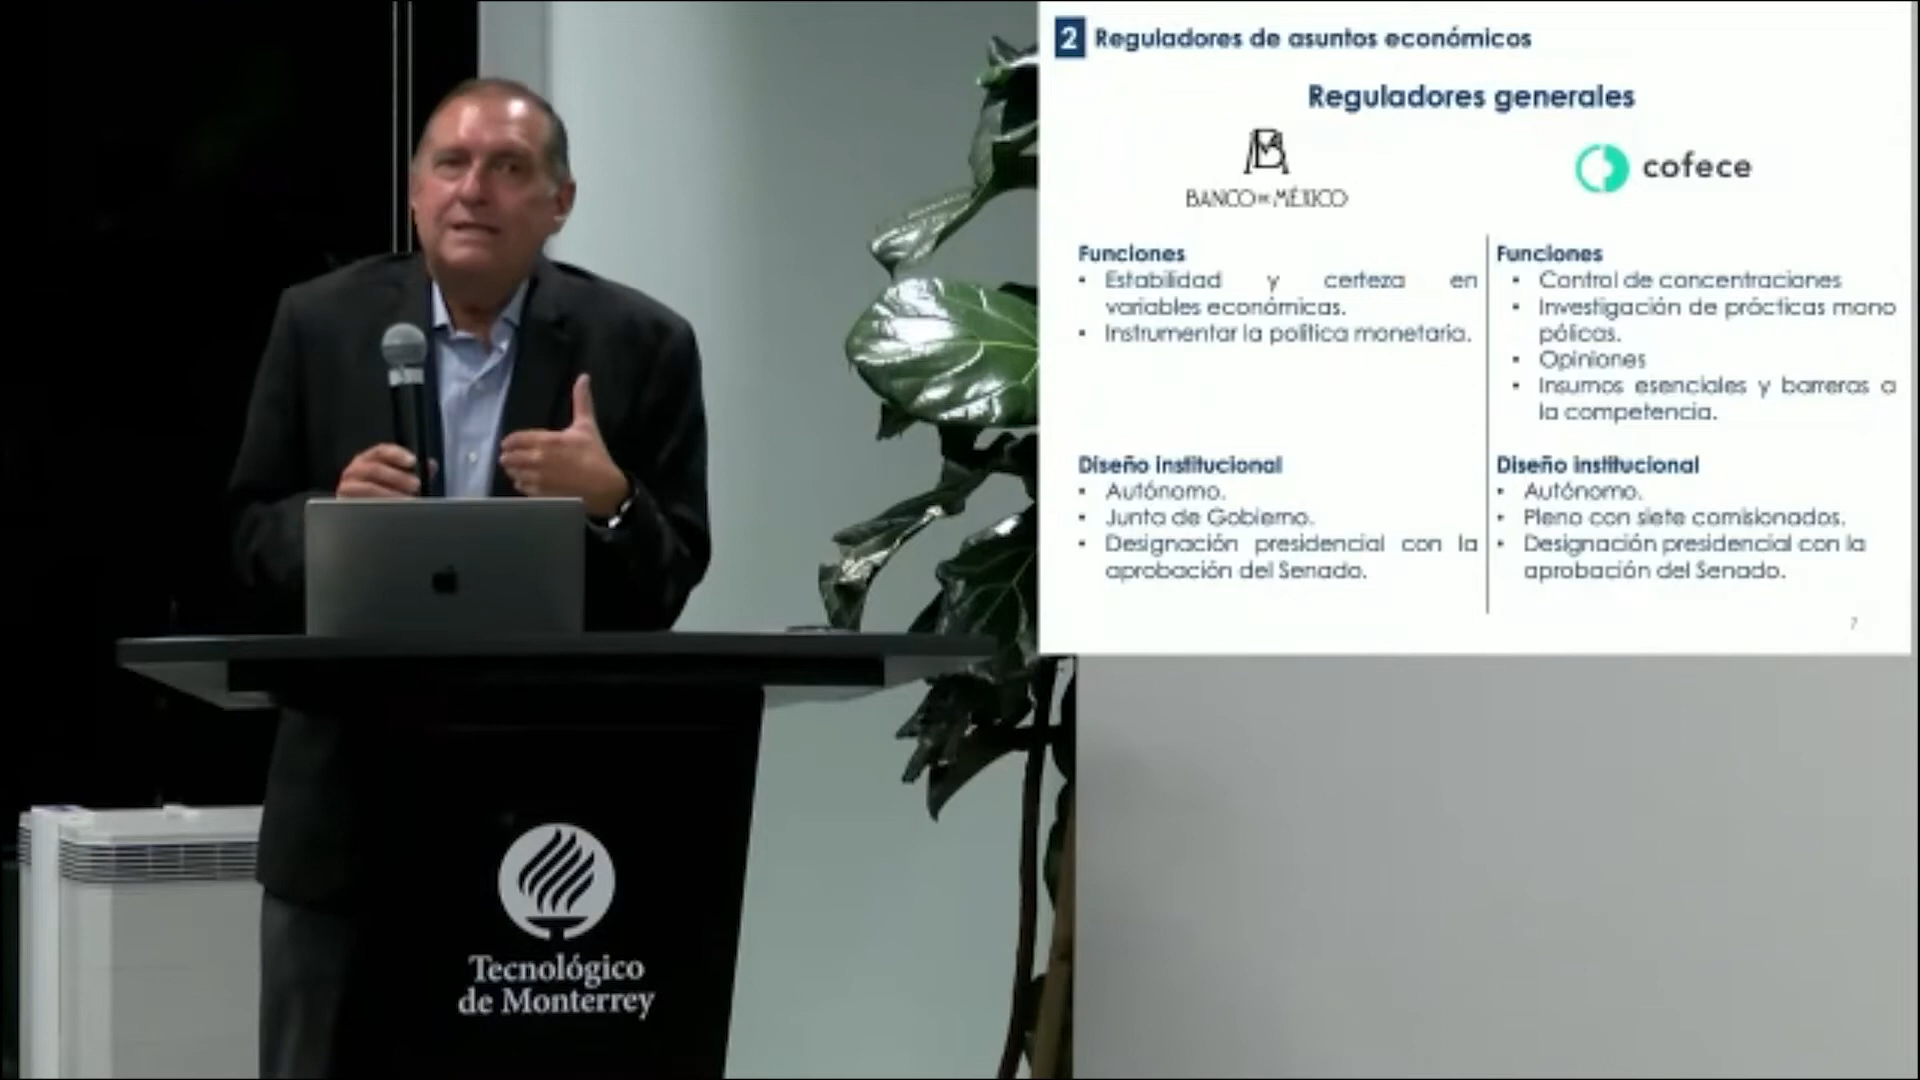 2 Reguladores de asuntos económicos
Reguladores generales
BANCO DE MÉXICO
cofece
Funciones
• Estabilidad y certeza en
variables económicas.
• Instrumentar la política monetaria.
Diseño institucional
• Autónomo.
• Junta de Gobierno.
• Designación presidencial con la
aprobación del Senado.
Funciones
• Control de concentraciones
• Investigación de prácticas mono
pólicas.
• Opiniones
• Insumos esenciales y barreras a
la competencia.
Diseño institucional
• Autónomo.
• Pleno con siete comisionados.
• Designación presidencial con la
aprobación del Senado.
7
Tecnológico
de Monterrey